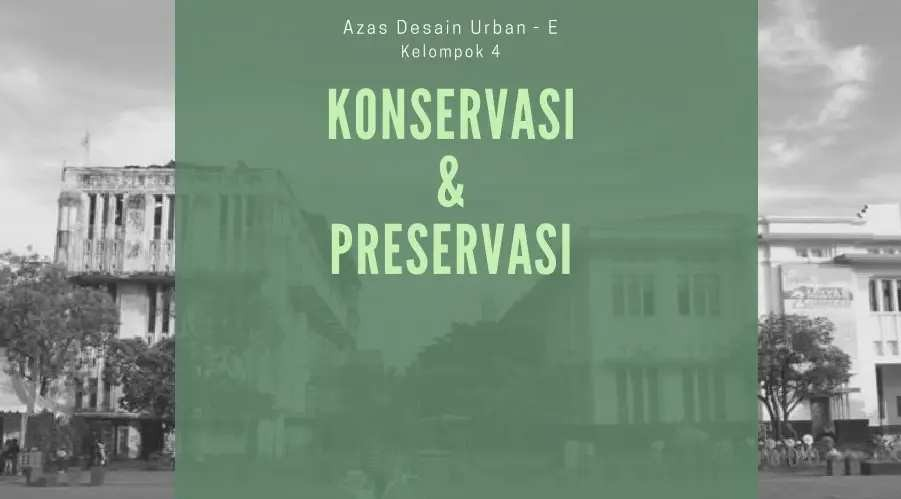 Azas Desain Urban - E
Kelompok 4
KONSERVASI
&
PRESERVASI